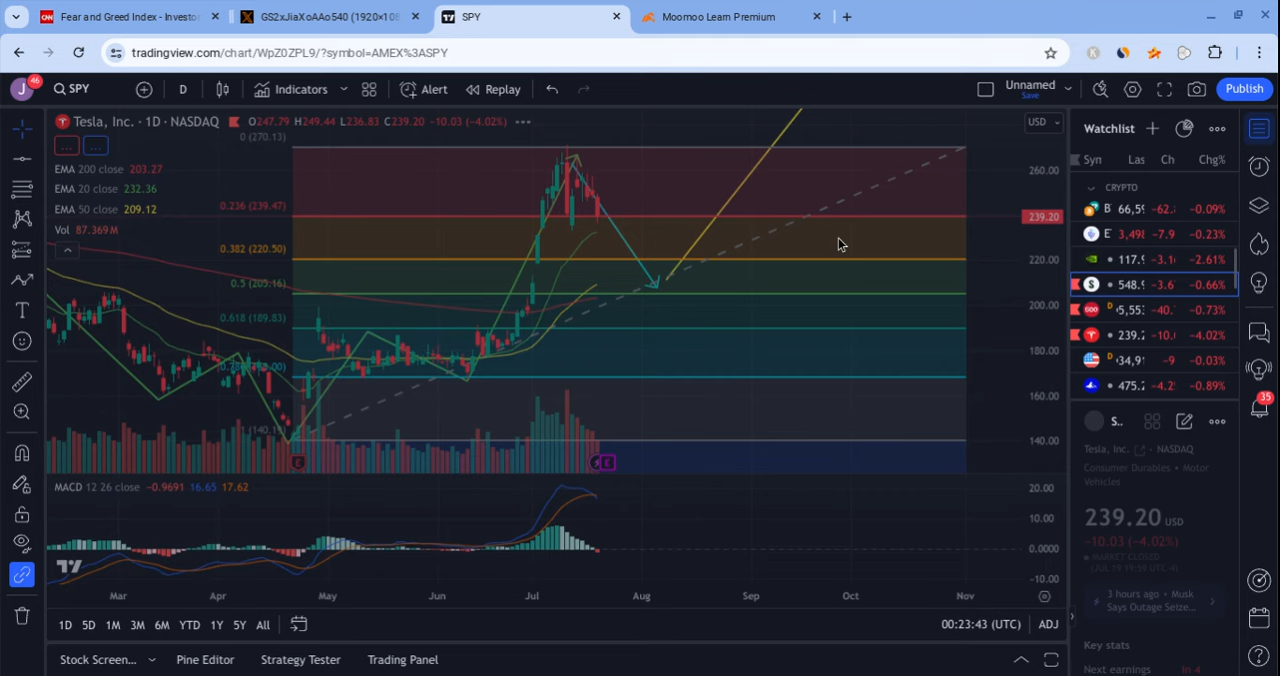 Fear and Greed Index - Investo
GS2xJiaXoAAo540 (1920×108
SPY
Moomoo Learn Premium
tradingview.com/chart/WpZ0ZPL9/?symbol=AMEX%3ASPY
J 46 SPY D Indicators Alert Replay Unnamed Save Publish
Tesla, Inc. · 1D · NASDAQ O247.79 H249.44 L236.83 C239.20 −10.03 (−4.02%)
USD
Watchlist
0 (270.13)
Syn Las Ch Chg%
EMA 200 close 203.27
260.00
EMA 20 close 232.36
CRYPTO
EMA 50 close 209.12
0.236 (239.47)
239.20
B 66,59 −62. −0.09%
Vol 87.369M
E 3,498 −7.9 −0.23%
0.382 (220.50)
220.00
117.9 −3.1 −2.61%
0.5 (205.16)
548.9 −3.6 −0.66%
200.00
500 D 5,55 −40. −0.73%
0.618 (189.83)
239.2 −10. −4.02%
180.00
D 34,91 −9 −0.03%
160.00
475.2 −4.2 −0.89%
35
S..
140.00
Tesla, Inc. NASDAQ
Consumer Durables • Motor
Vehicles
MACD 12 26 close −0.9691 16.65 17.62
20.00
10.00
0.0000
−10.00
239.20 USD
−10.03 (−4.02%)
MARKET CLOSED
Mar Apr May Jun Jul Aug Sep Oct Nov
3 hours ago • Musk
Says Outage Seize...
1D 5D 1M 3M 6M YTD 1Y 5Y All
00:23:43 (UTC) ADJ
Key stats
Next earnings In 4
Stock Screen... Pine Editor Strategy Tester Trading Panel